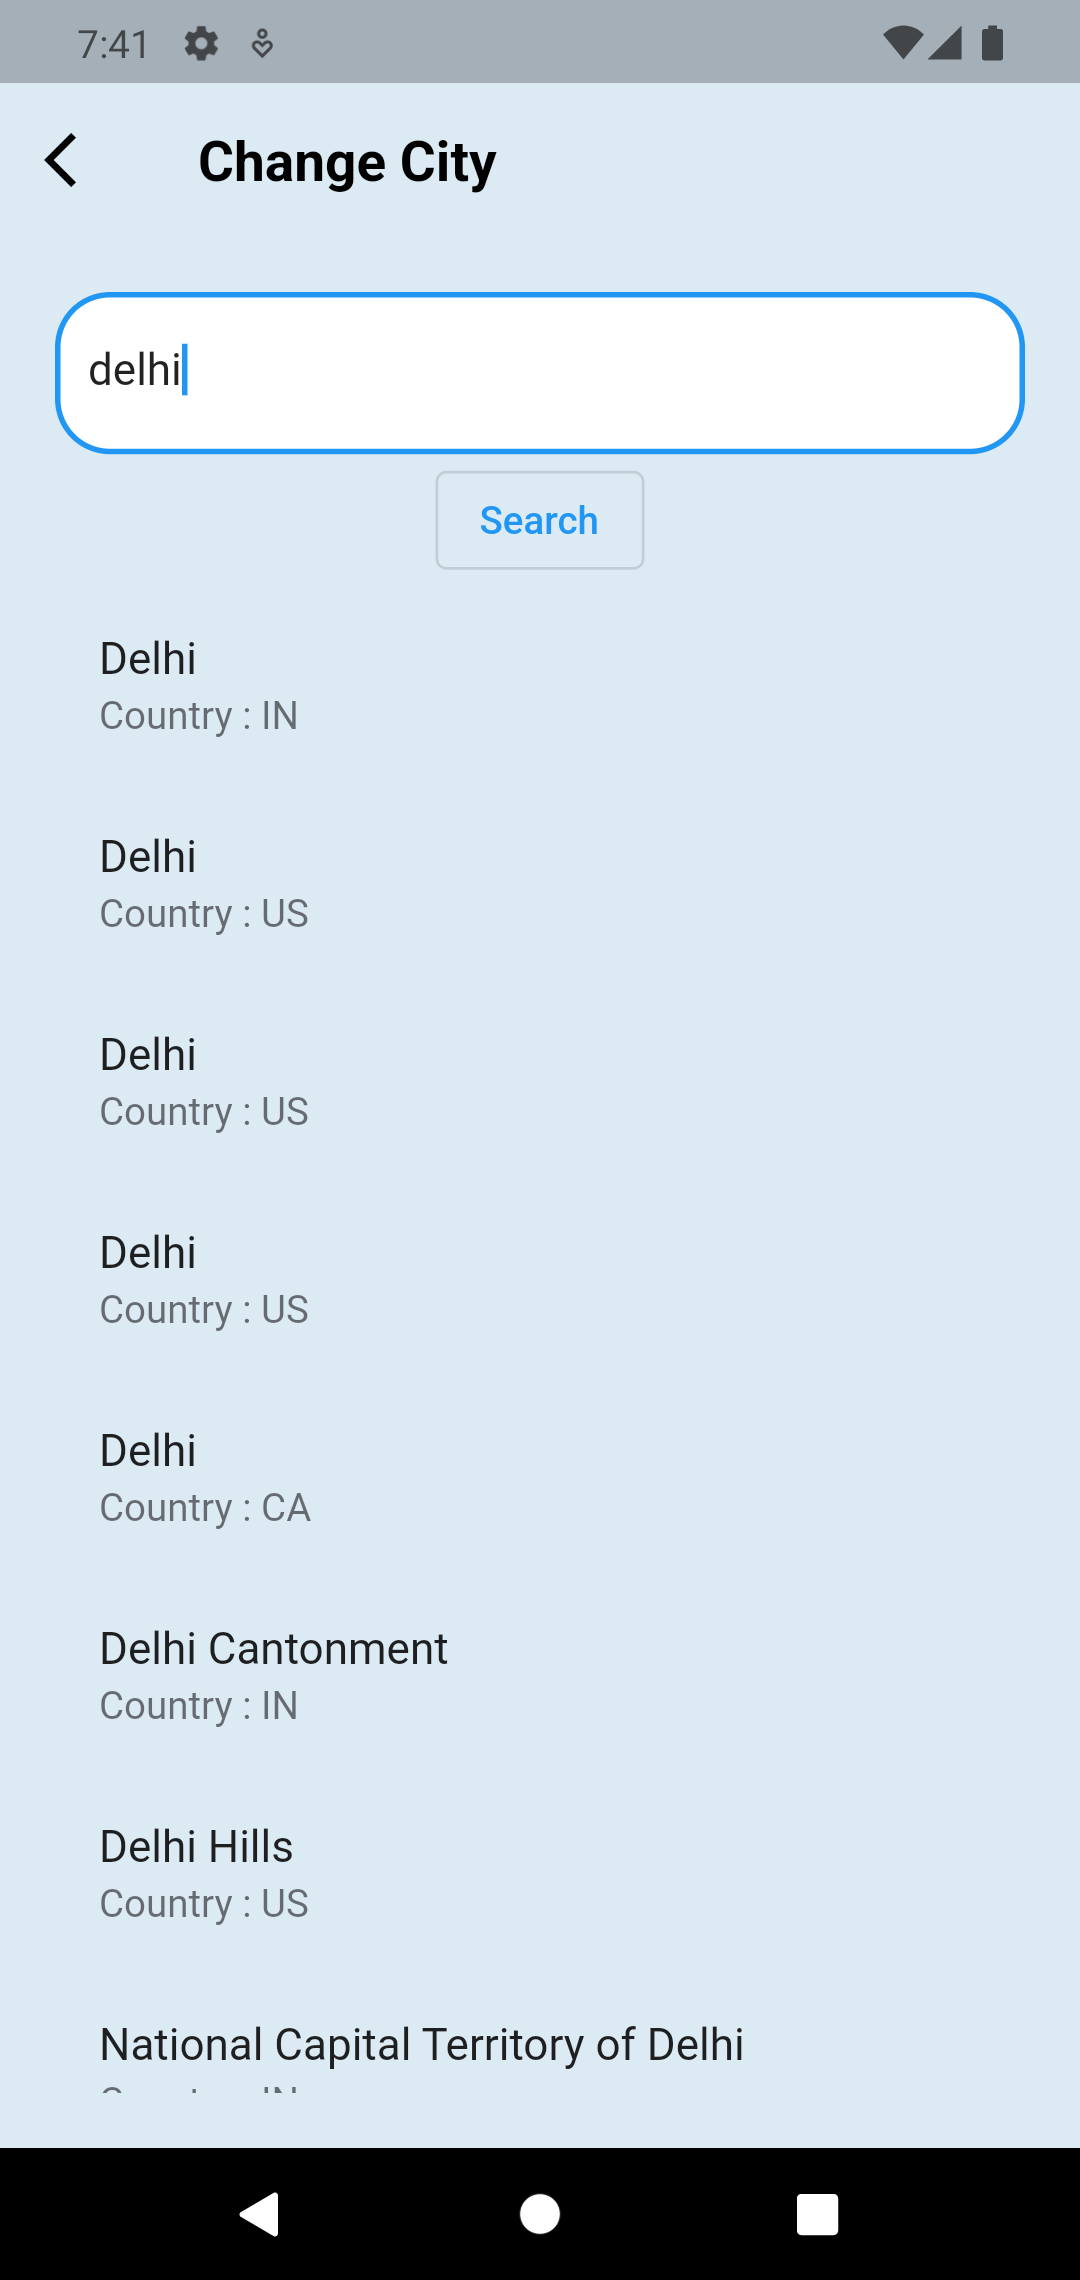 7:41
Change City
delhi
Search
Delhi
Country : IN
Delhi
Country : US
Delhi
Country : US
Delhi
Country : US
Delhi
Country : CA
Delhi Cantonment
Country : IN
Delhi Hills
Country : US
National Capital Territory of Delhi